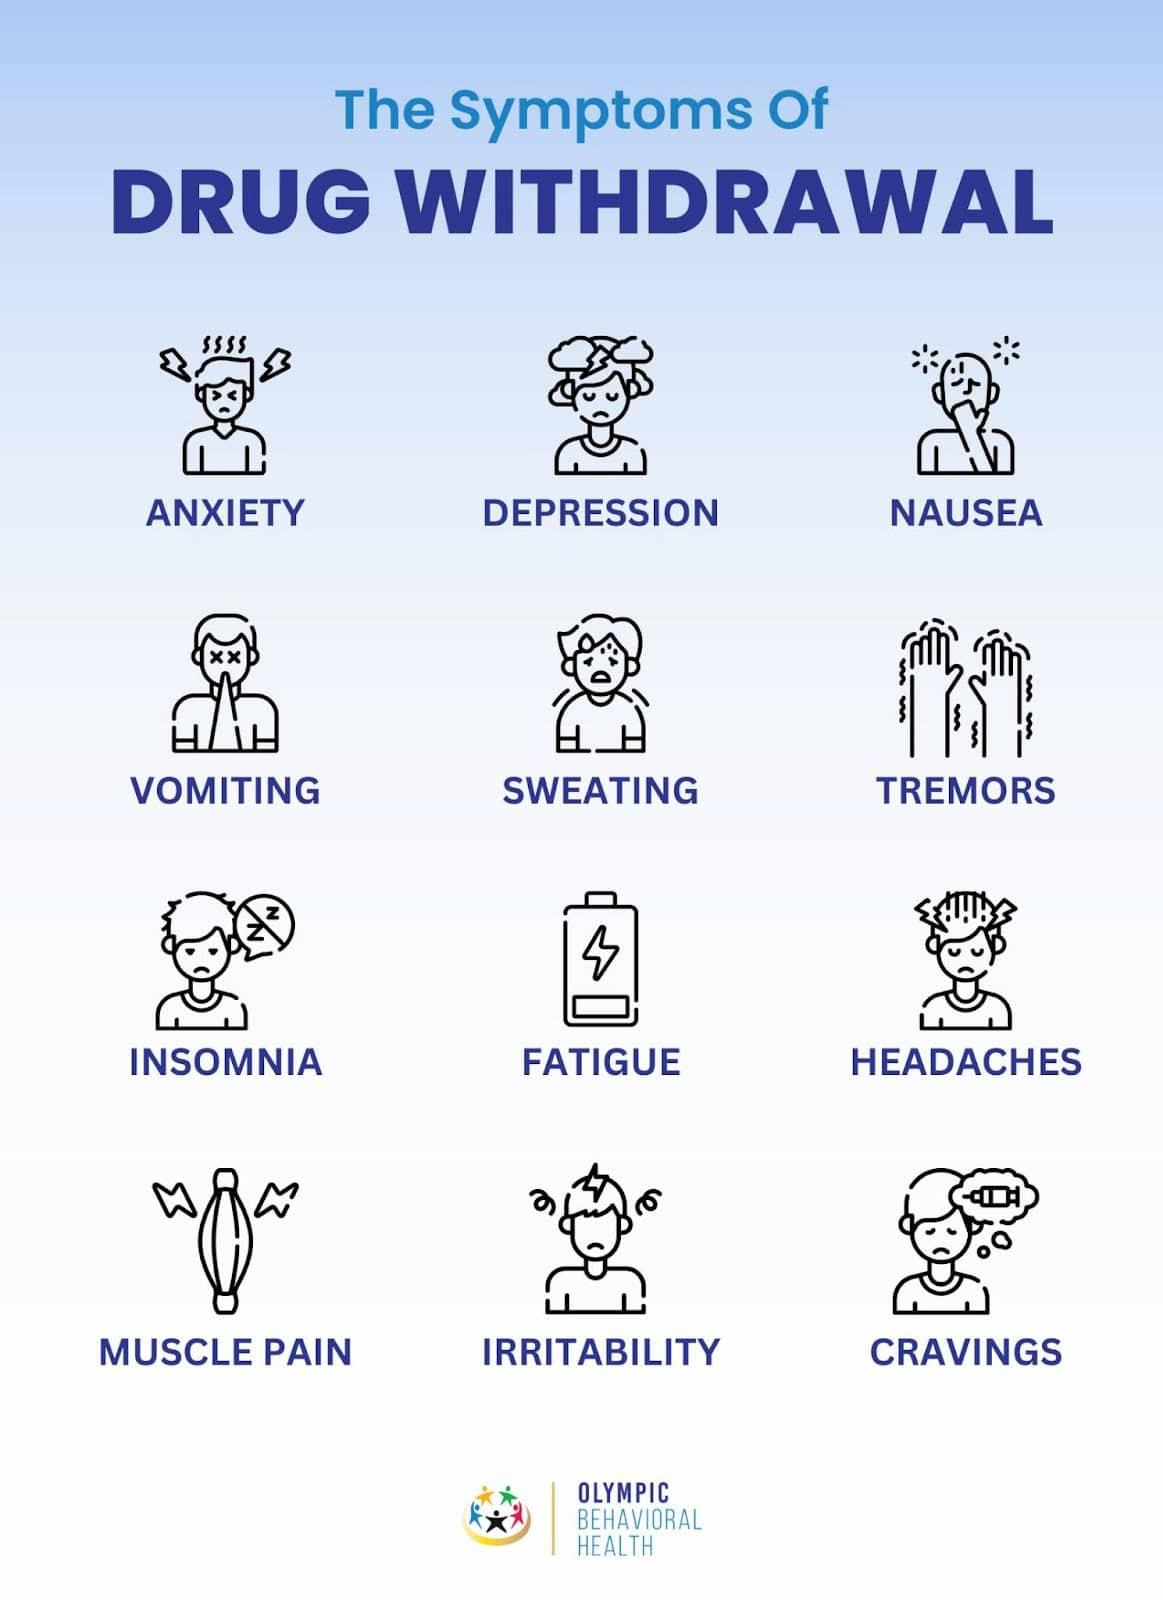 The Symptoms Of
DRUG WITHDRAWAL
ANXIETY
DEPRESSION
NAUSEA
VOMITING
SWEATING
TREMORS
INSOMNIA
FATIGUE
HEADACHES
MUSCLE PAIN
IRRITABILITY
CRAVINGS
OLYMPIC
BEHAVIORAL
HEALTH